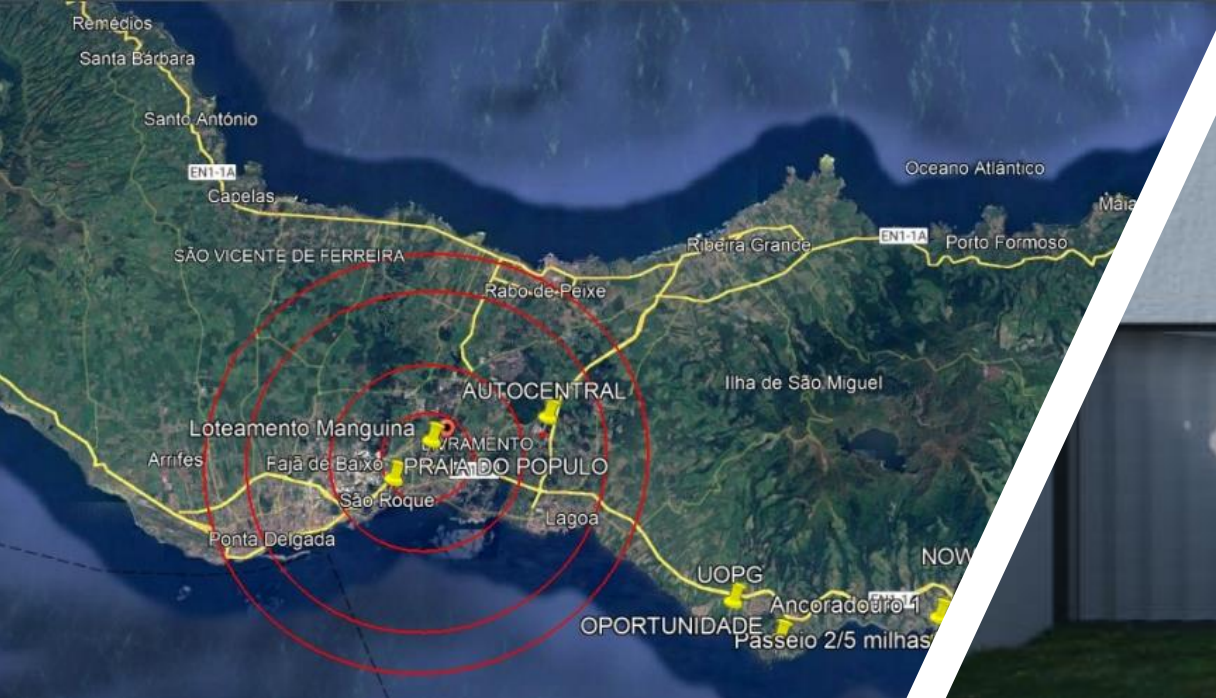 Remédios
Santa Bárbara
Santo António
EN1-1A
Capelas
Oceano Atlântico
Maia
SÃO VICENTE DE FERREIRA
Ribeira Grande
EN1-1A
Porto Formoso
Rabo de Peixe
AUTOCENTRAL
Ilha de São Miguel
Loteamento Manguina
LIVRAMENTO
Arrifes
Fajã de Baixo
PRAIA DO POPULO
São Roque
Lagoa
Ponta Delgada
NOW
UOPG
Ancoradouro 1
OPORTUNIDADE
Passeio 2/5 milhas